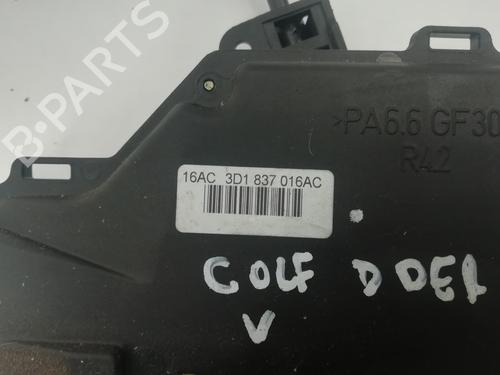 B-PARTS
>PA6.6 GF30
R42
16AC 3D1 837 016AC
GOLF D DEL
V